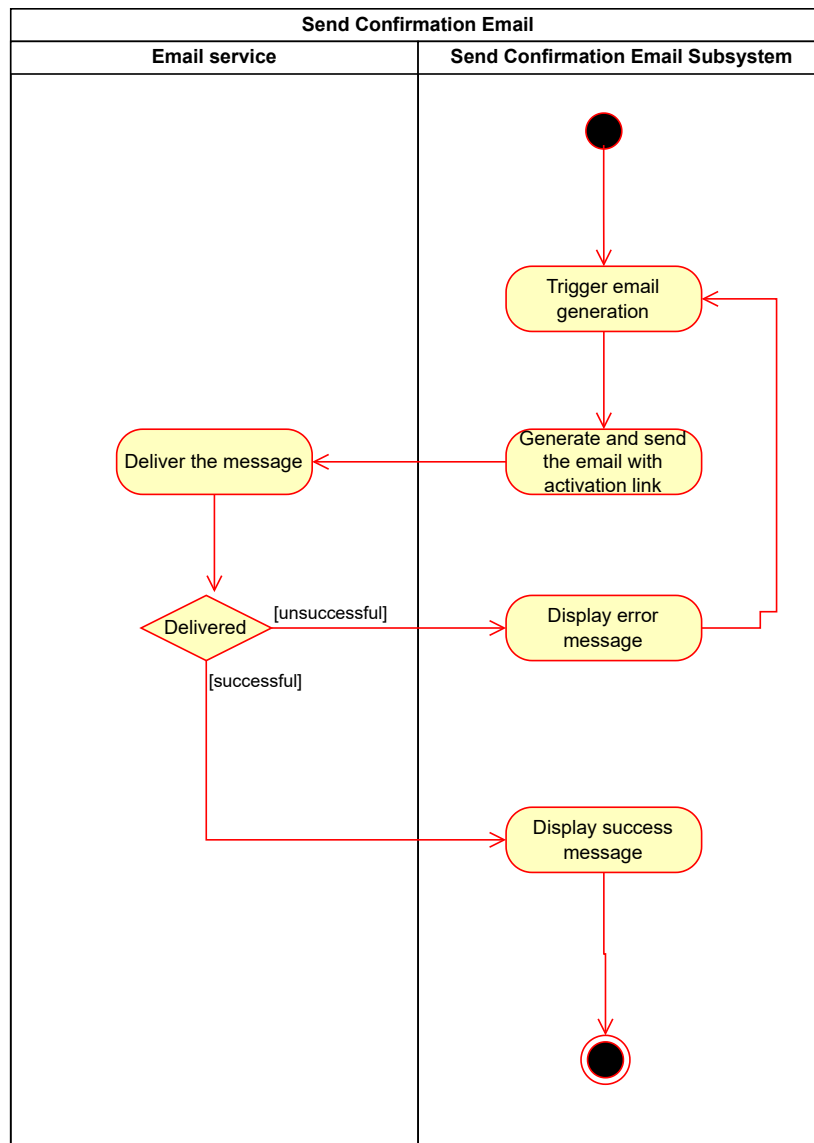 Send Confirmation Email
Email service
Send Confirmation Email Subsystem
Trigger email
generation
Generate and send
the email with
activation link
Deliver the message
Delivered
[unsuccessful]
Display error
message
[successful]
Display success
message